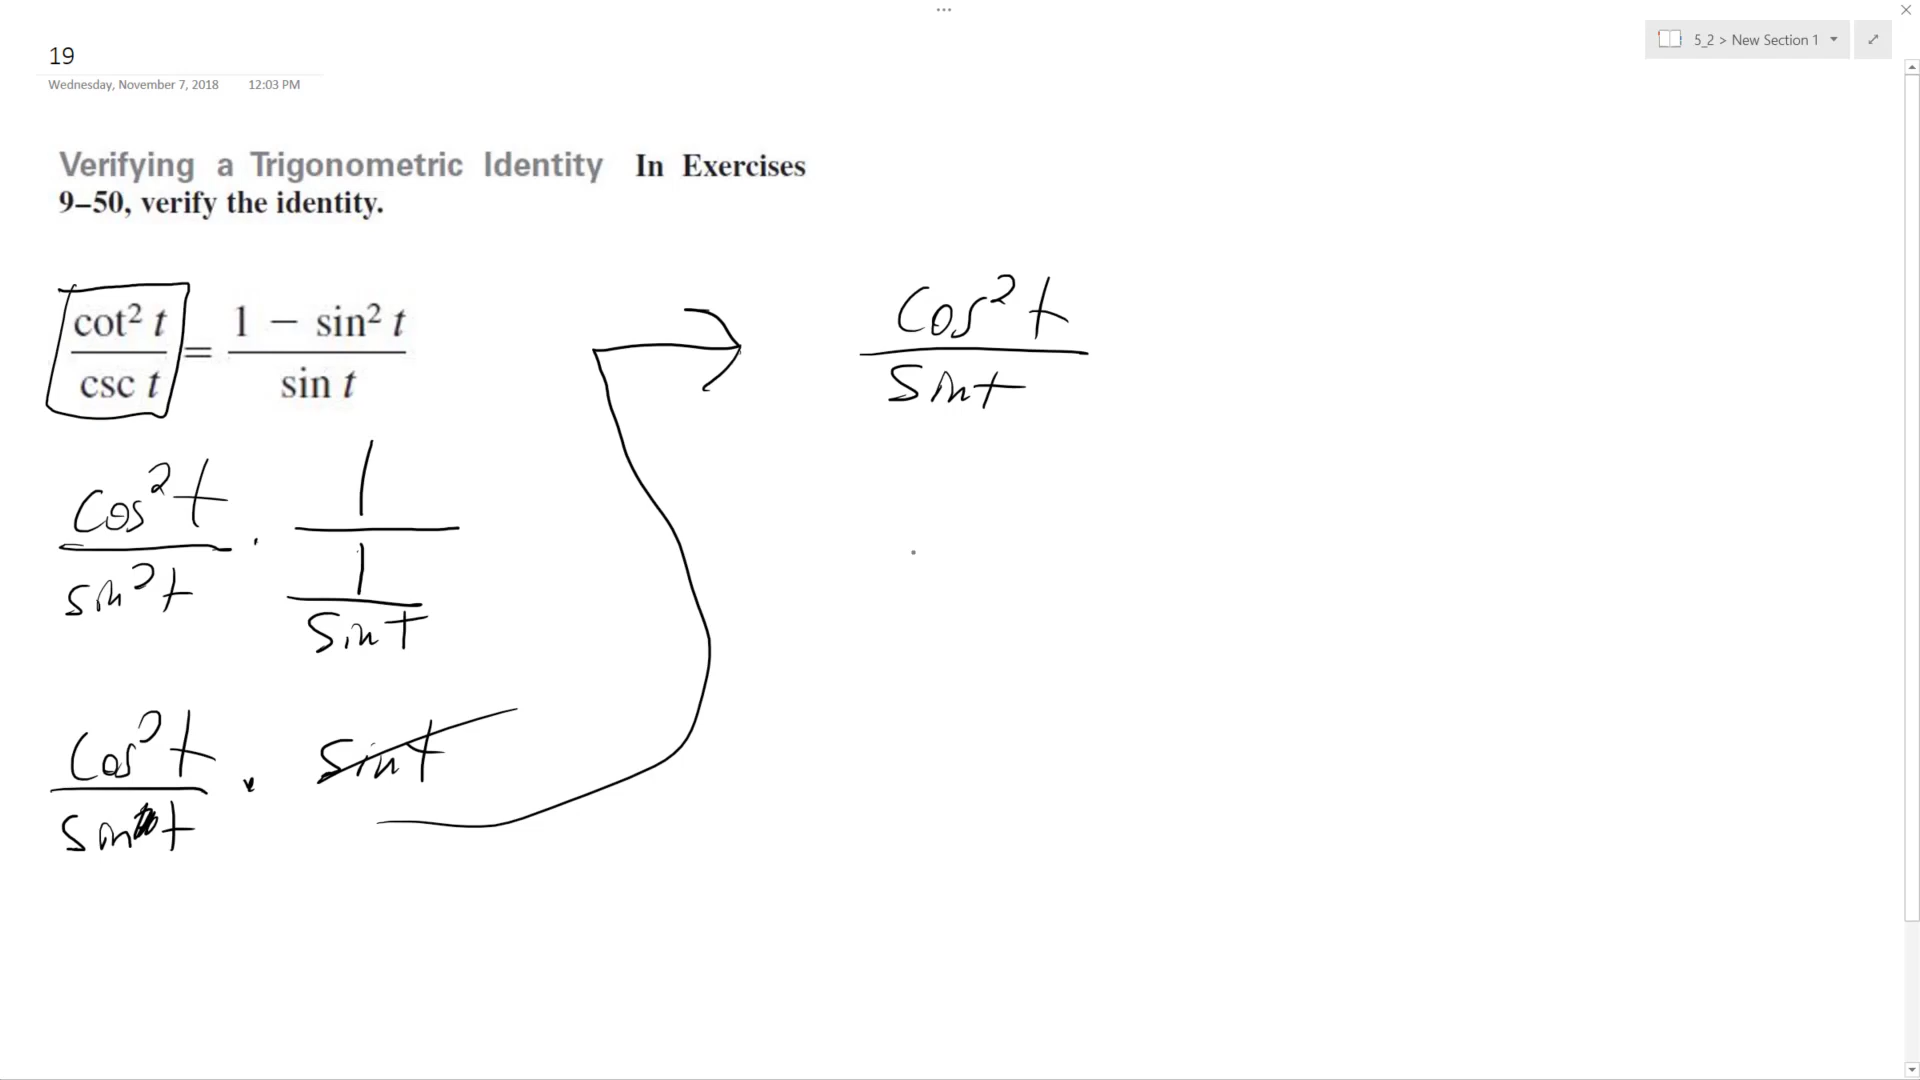 19
Wednesday, November 7, 2018 12:03 PM
5_2 > New Section 1
Verifying a Trigonometric Identity In Exercises
9–50, verify the identity.
cot² t / csc t = 1 − sin² t / sin t
cos² t / sin² t · 1 / 1 / sin t
cos² t / sin t · sin t
cos² t / sin t